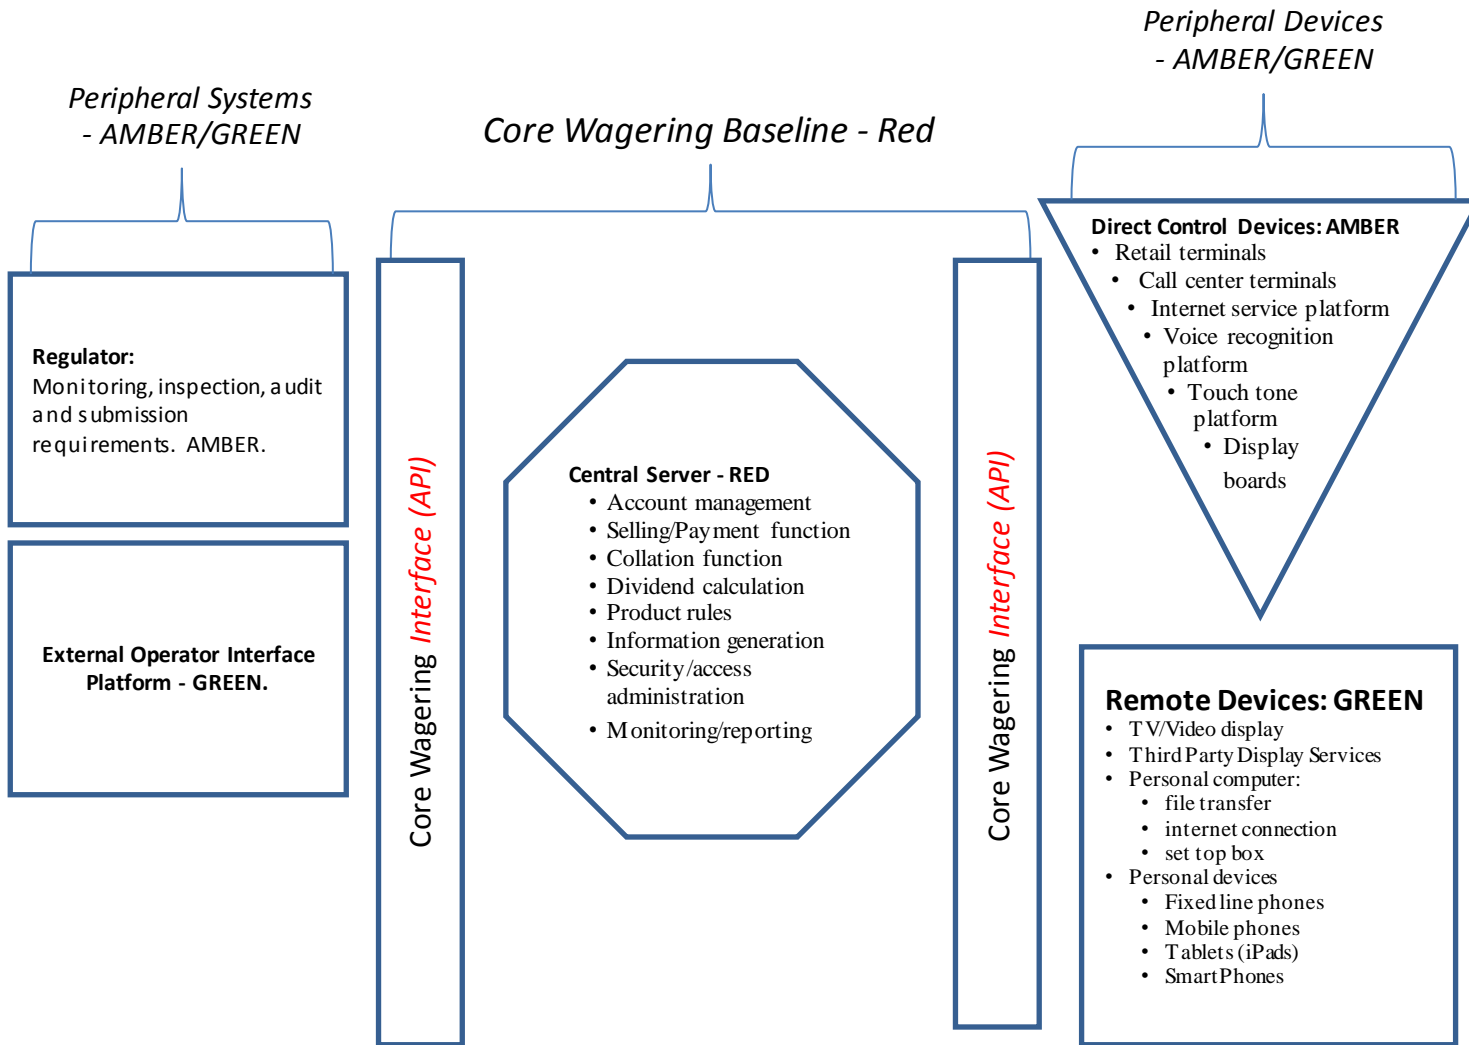 Peripheral Systems
- AMBER/GREEN
Core Wagering Baseline - Red
Peripheral Devices
- AMBER/GREEN
Regulator:
Monitoring, inspection, audit
and submission
requirements. AMBER.
External Operator Interface
Platform - GREEN.
Core Wagering Interface (API)
Central Server - RED
• Account management
• Selling/Payment function
• Collation function
• Dividend calculation
• Product rules
• Information generation
• Security/access
administration
• Monitoring/reporting
Core Wagering Interface (API)
Direct Control Devices: AMBER
• Retail terminals
• Call center terminals
• Internet service platform
• Voice recognition
platform
• Touch tone
platform
• Display
boards
Remote Devices: GREEN
• TV/Video display
• Third Party Display Services
• Personal computer:
• file transfer
• internet connection
• set top box
• Personal devices
• Fixed line phones
• Mobile phones
• Tablets (iPads)
• SmartPhones